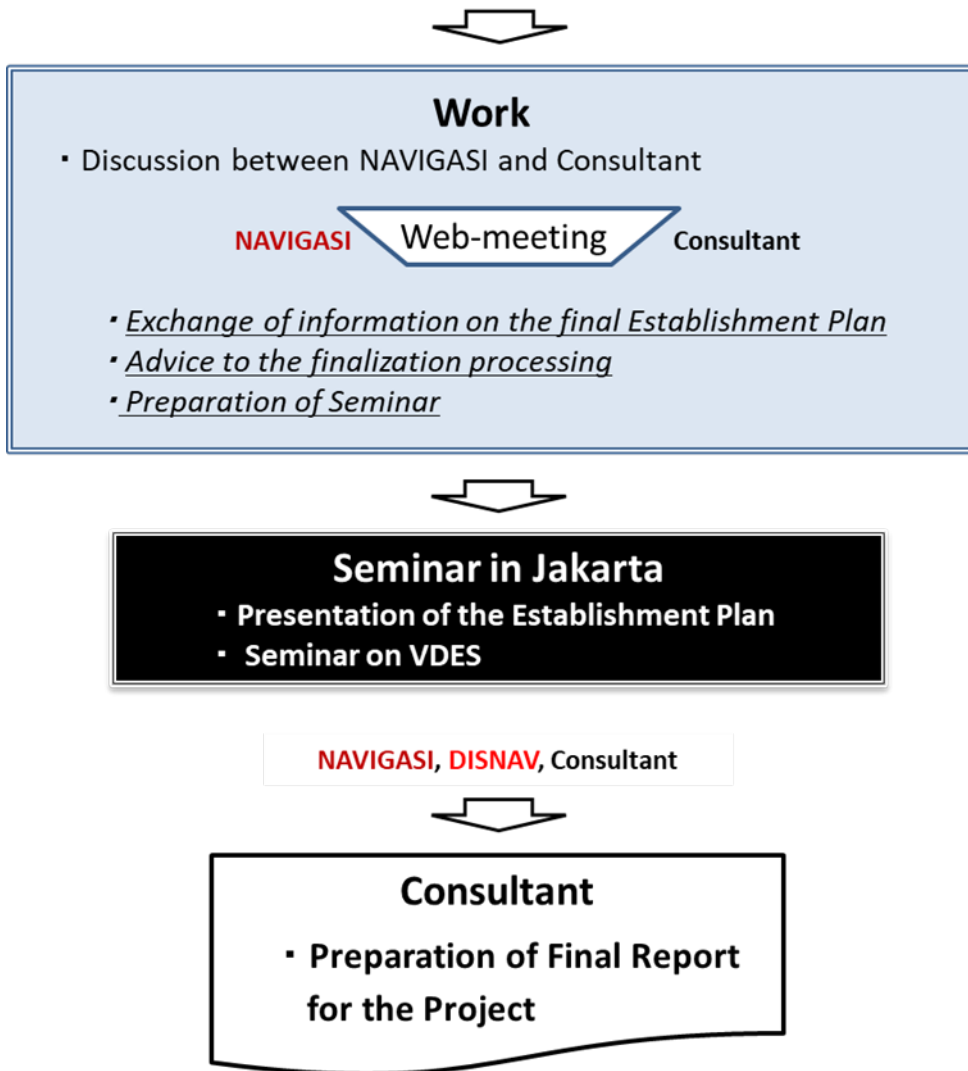 Work
・Discussion between NAVIGASI and Consultant
NAVIGASI Web-meeting Consultant
・Exchange of information on the final Establishment Plan
・Advice to the finalization processing
・Preparation of Seminar
Seminar in Jakarta
・Presentation of the Establishment Plan
・Seminar on VDES
NAVIGASI, DISNAV, Consultant
Consultant
・Preparation of Final Report
for the Project